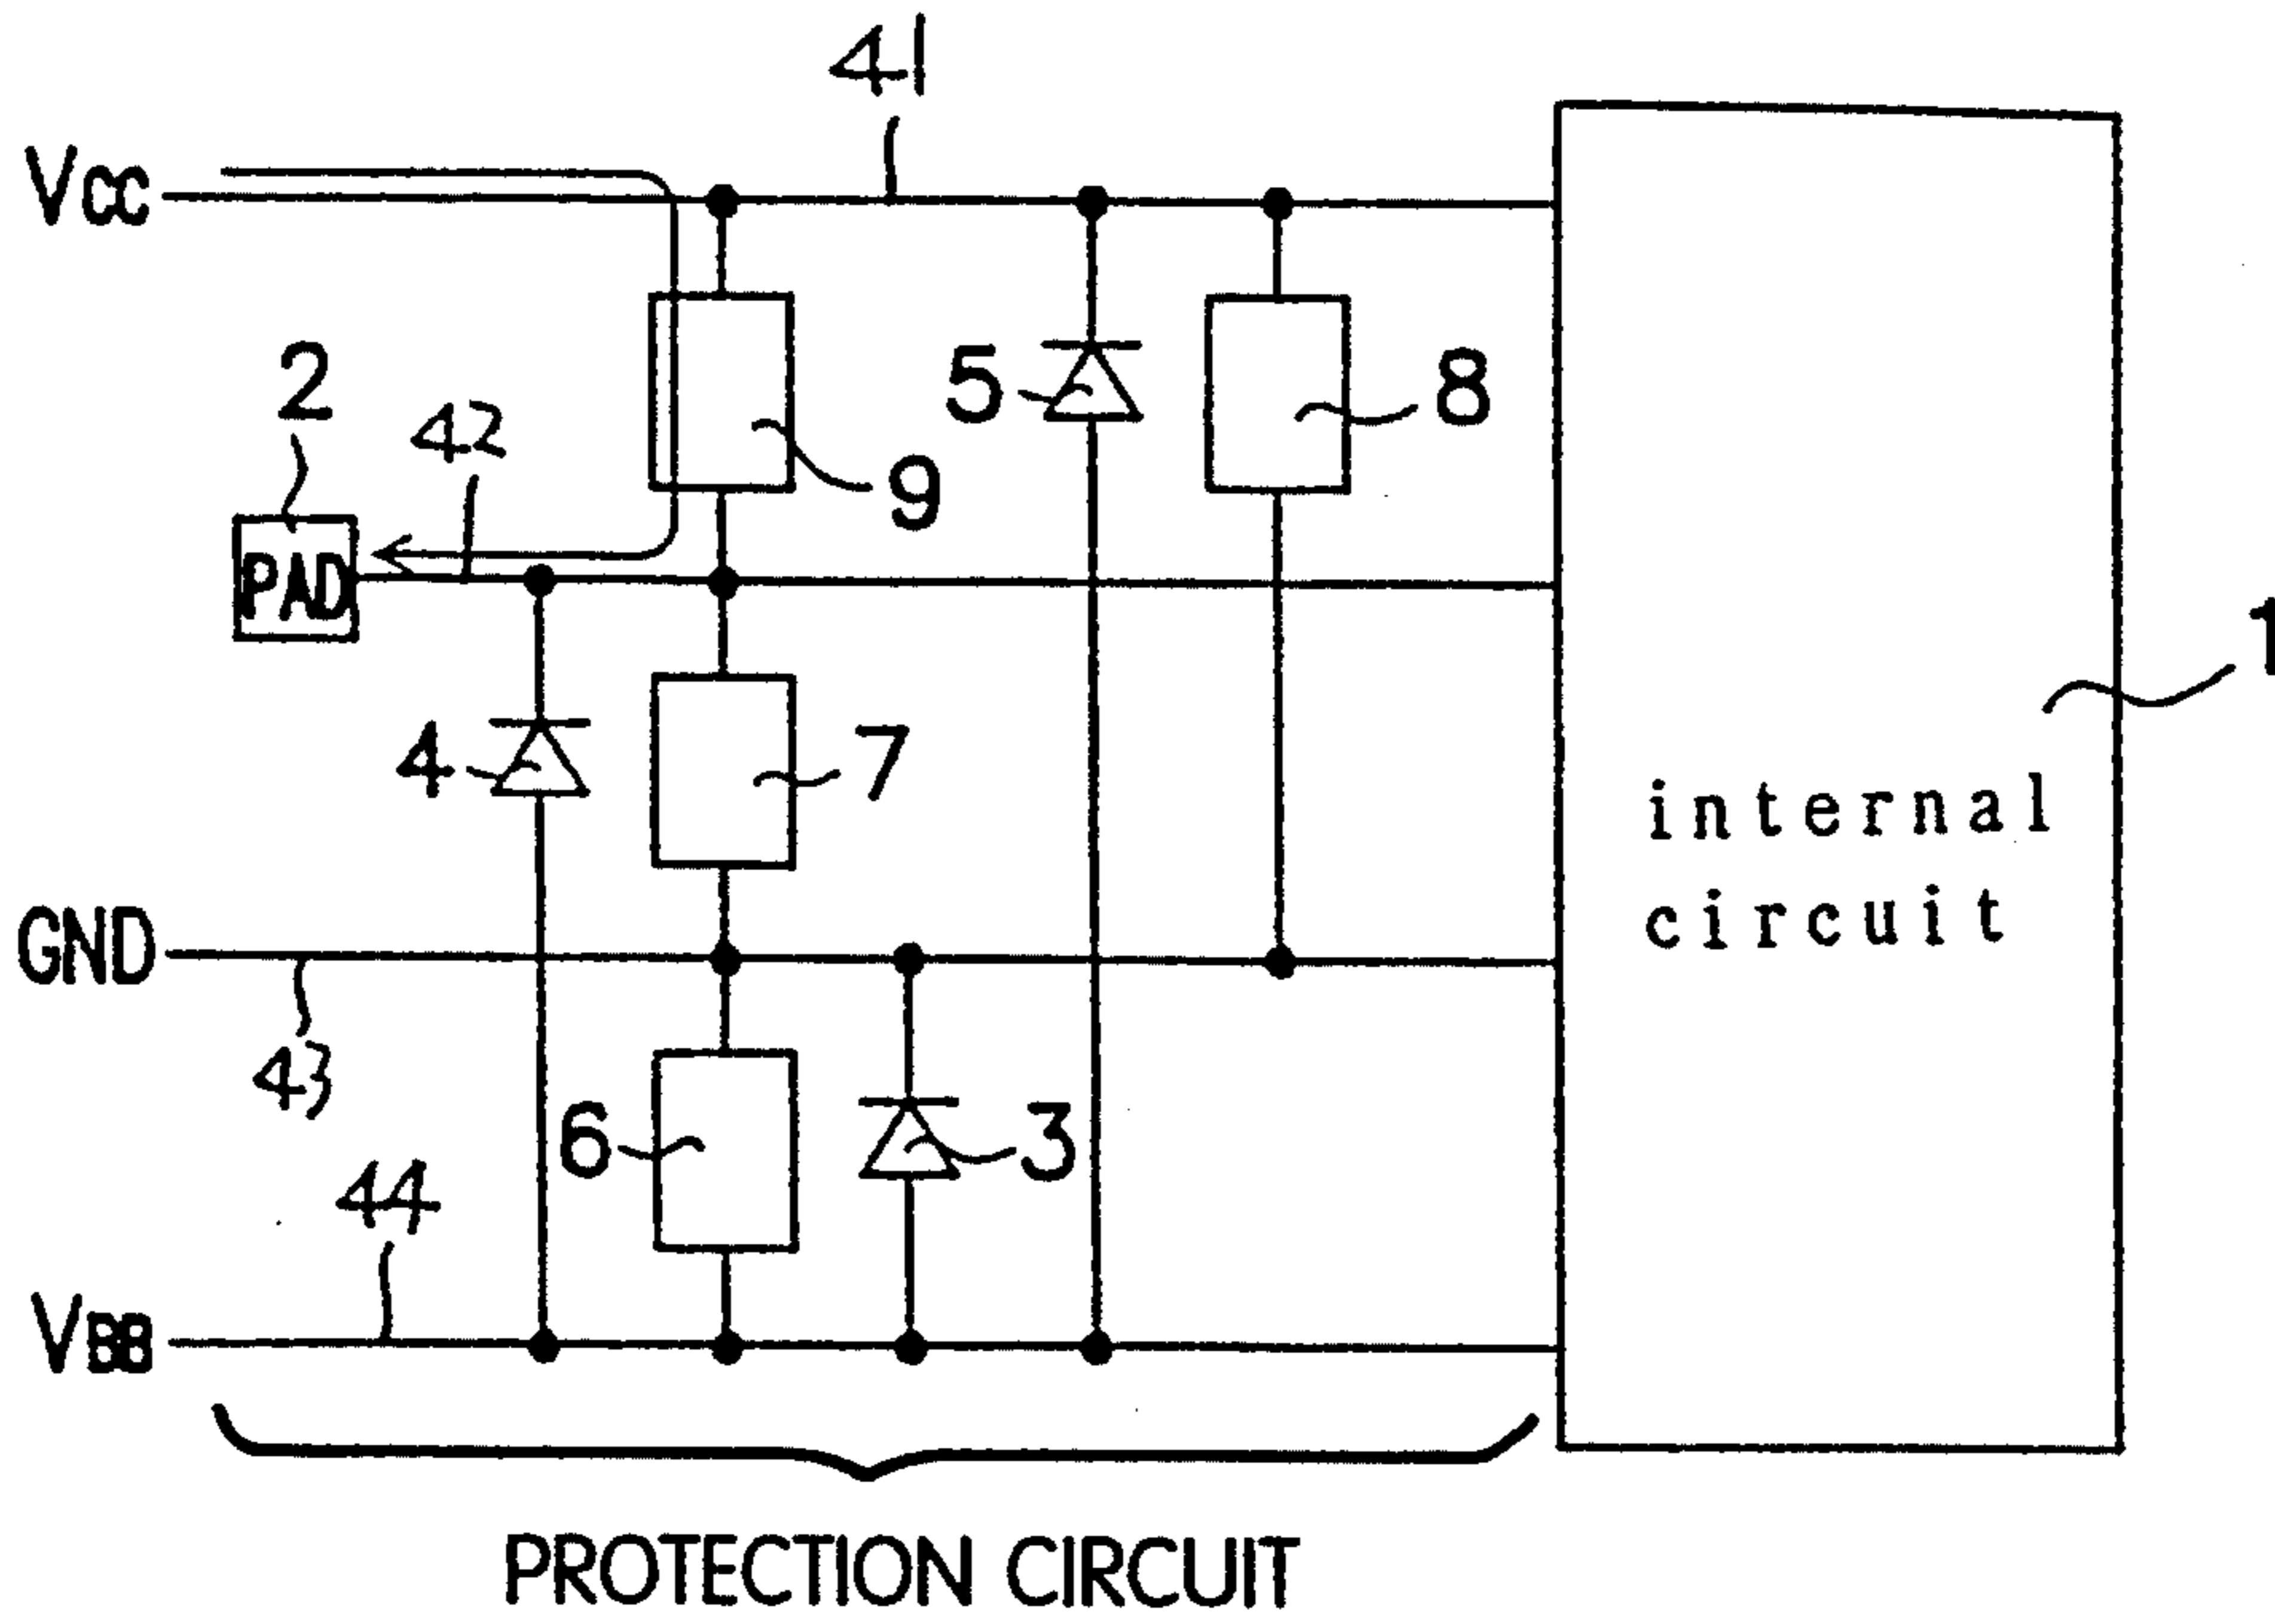 41
VCC
2
42
5
8
9
PAD
1
4
7
internal
circuit
GND
43
6
3
44
VBB
PROTECTION CIRCUIT